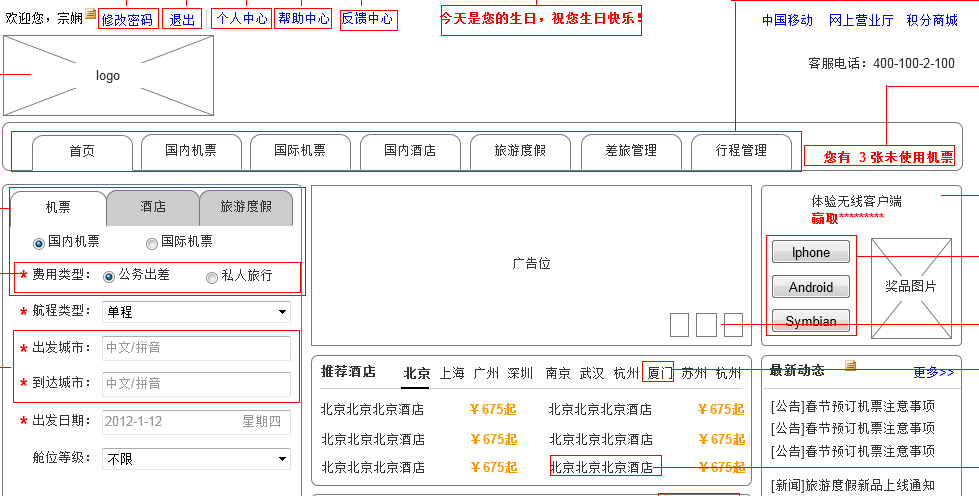 欢迎您，宗娴 修改密码 退出 个人中心 帮助中心 反馈中心 今天是您的生日，祝您生日快乐！ 中国移动 网上营业厅 积分商城
logo
客服电话：400-100-2-100
首页 国内机票 国际机票 国内酒店 旅游度假 差旅管理 行程管理 您有 3 张未使用机票
机票 酒店 旅游度假
国内机票 国际机票
* 费用类型： 公务出差 私人旅行
* 航程类型： 单程
* 出发城市： 中文/拼音
* 到达城市： 中文/拼音
* 出发日期： 2012-1-12 星期四
舱位等级： 不限
广告位
体验无线客户端
赢取*********
Iphone
Android
Symbian
奖品图片
推荐酒店 北京 上海 广州 深圳 南京 武汉 杭州 厦门 苏州 杭州
北京北京北京酒店 ￥675起 北京北京北京酒店 ￥675起
北京北京北京酒店 ￥675起 北京北京北京酒店 ￥675起
北京北京北京酒店 ￥675起 北京北京北京酒店 ￥675起
最新动态 更多>>
[公告]春节预订机票注意事项
[公告]春节预订机票注意事项
[公告]春节预订机票注意事项
[新闻]旅游度假新品上线通知